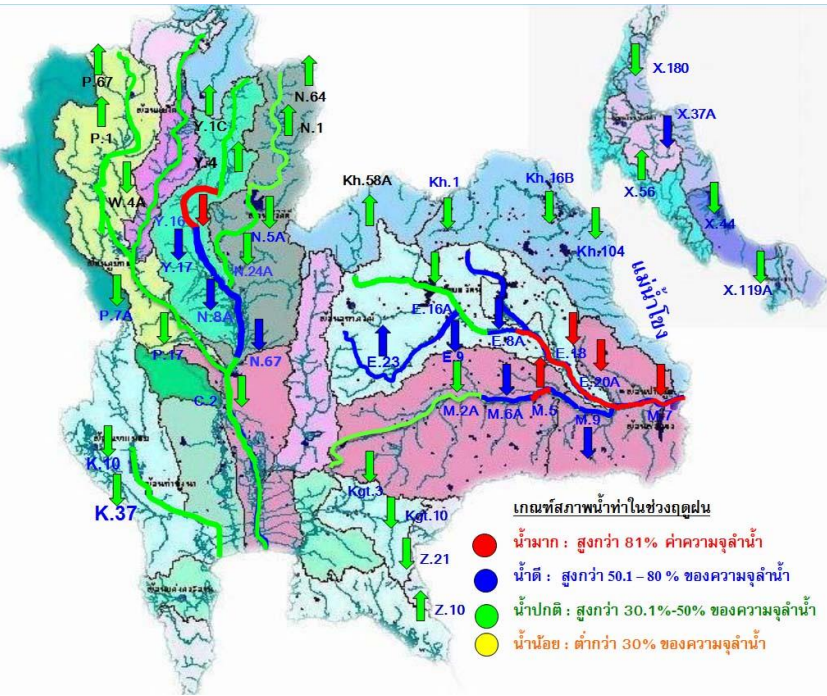 P.67
N.64
X.180
P.1
Y.1C
N.1
X.37A
Y.4
Kh.58A
Kh.1
Kh.16B
X.56
W.4A
Y.16
N.5A
Kh.104
X.44
Y.17
N.24A
แม่น้ำโขง
X.119A
P.7A
N.8A
E.16A
P.17
N.67
E.23
E.9
E.8A
E.18
E.20A
C.2
M.2A
M.6A
M.5
M.9
M.7
K.10
K.37
Kgt.3
Kgt.10
Z.21
Z.10
เกณฑ์สภาพน้ำท่าในช่วงฤดูฝน
น้ำมาก : สูงกว่า 81% ค่าความจุลำน้ำ
น้ำดี : สูงกว่า 50.1 – 80 % ของความจุลำน้ำ
น้ำปกติ : สูงกว่า 30.1%-50% ของความจุลำน้ำ
น้ำน้อย : ต่ำกว่า 30% ของความจุลำน้ำ